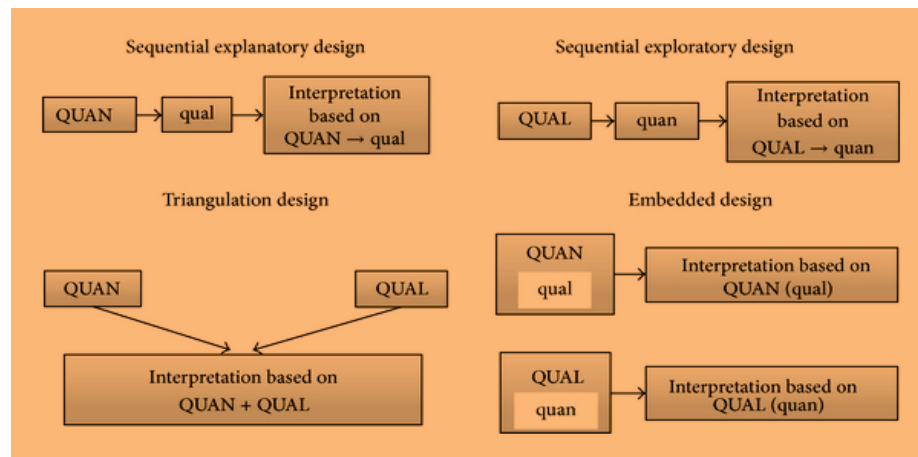 Sequential explanatory design
QUAN
qual
Interpretation
based on
QUAN → qual
Sequential exploratory design
QUAL
quan
Interpretation
based on
QUAL → quan
Triangulation design
QUAN
QUAL
Interpretation based on
QUAN + QUAL
Embedded design
QUAN
qual
Interpretation based on
QUAN (qual)
QUAL
quan
Interpretation based on
QUAL (quan)